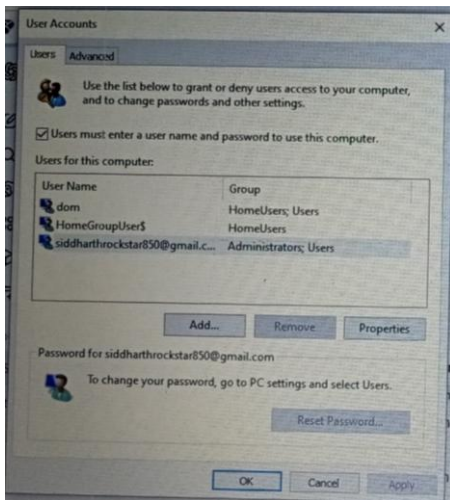 User Accounts
Users Advanced
Use the list below to grant or deny users access to your computer,
and to change passwords and other settings.
Users must enter a user name and password to use this computer.
Users for this computer:
User Name Group
dom HomeUsers; Users
HomeGroupUser$ HomeUsers
siddharthrockstar850@gmail.c... Administrators; Users
Add... Remove Properties
Password for siddharthrockstar850@gmail.com
To change your password, go to PC settings and select Users.
Reset Password...
OK Cancel Apply